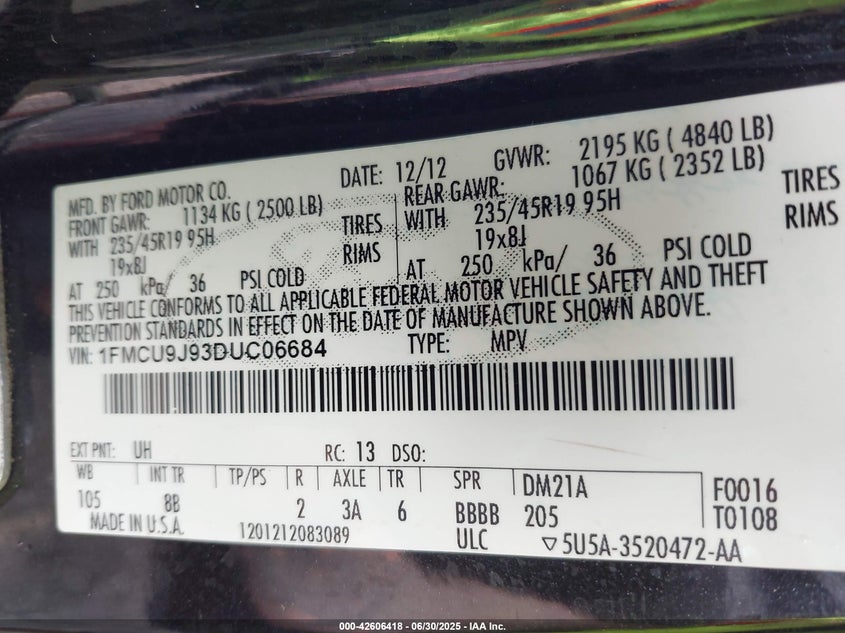 MFD. BY FORD MOTOR CO. DATE: 12/12 GVWR: 2195 KG ( 4840 LB)
FRONT GAWR: 1134 KG ( 2500 LB) REAR GAWR: 1067 KG ( 2352 LB)
WITH 235/45R19 95H TIRES WITH 235/45R19 95H TIRES
19x8J RIMS 19x8J RIMS
AT 250 kPa/ 36 PSI COLD AT 250 kPa/ 36 PSI COLD
THIS VEHICLE CONFORMS TO ALL APPLICABLE FEDERAL MOTOR VEHICLE SAFETY AND THEFT
PREVENTION STANDARDS IN EFFECT ON THE DATE OF MANUFACTURE SHOWN ABOVE.
VIN: 1FMCU9J93DUC06684 TYPE: MPV
EXT PNT: UH RC: 13 DSO:
WB INT TR TP/PS R AXLE TR SPR DM21A F0016
105 8B 2 3A 6 BBBB 205 T0108
MADE IN U.S.A. 1201212083089 ULC ▽5U5A-3520472-AA
000-42606418 - 06/30/2025 - IAA Inc.